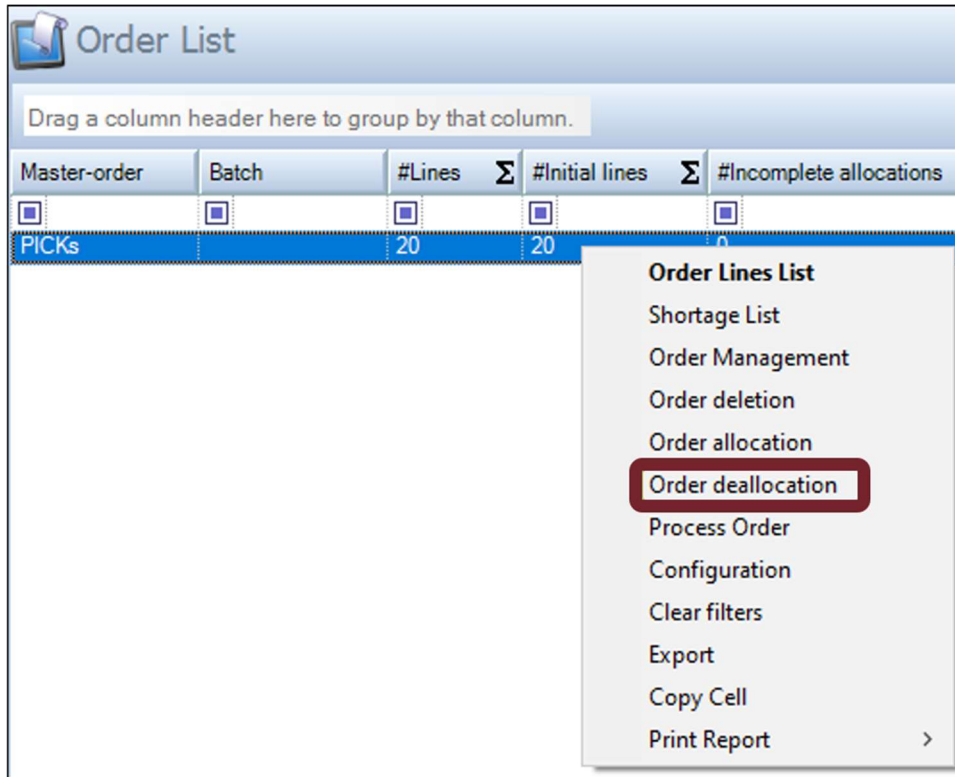 Order List
Drag a column header here to group by that column.
Master-order Batch #Lines Σ #Initial lines Σ #Incomplete allocations
PICKs 20 20 0
Order Lines List
Shortage List
Order Management
Order deletion
Order allocation
Order deallocation
Process Order
Configuration
Clear filters
Export
Copy Cell
Print Report >